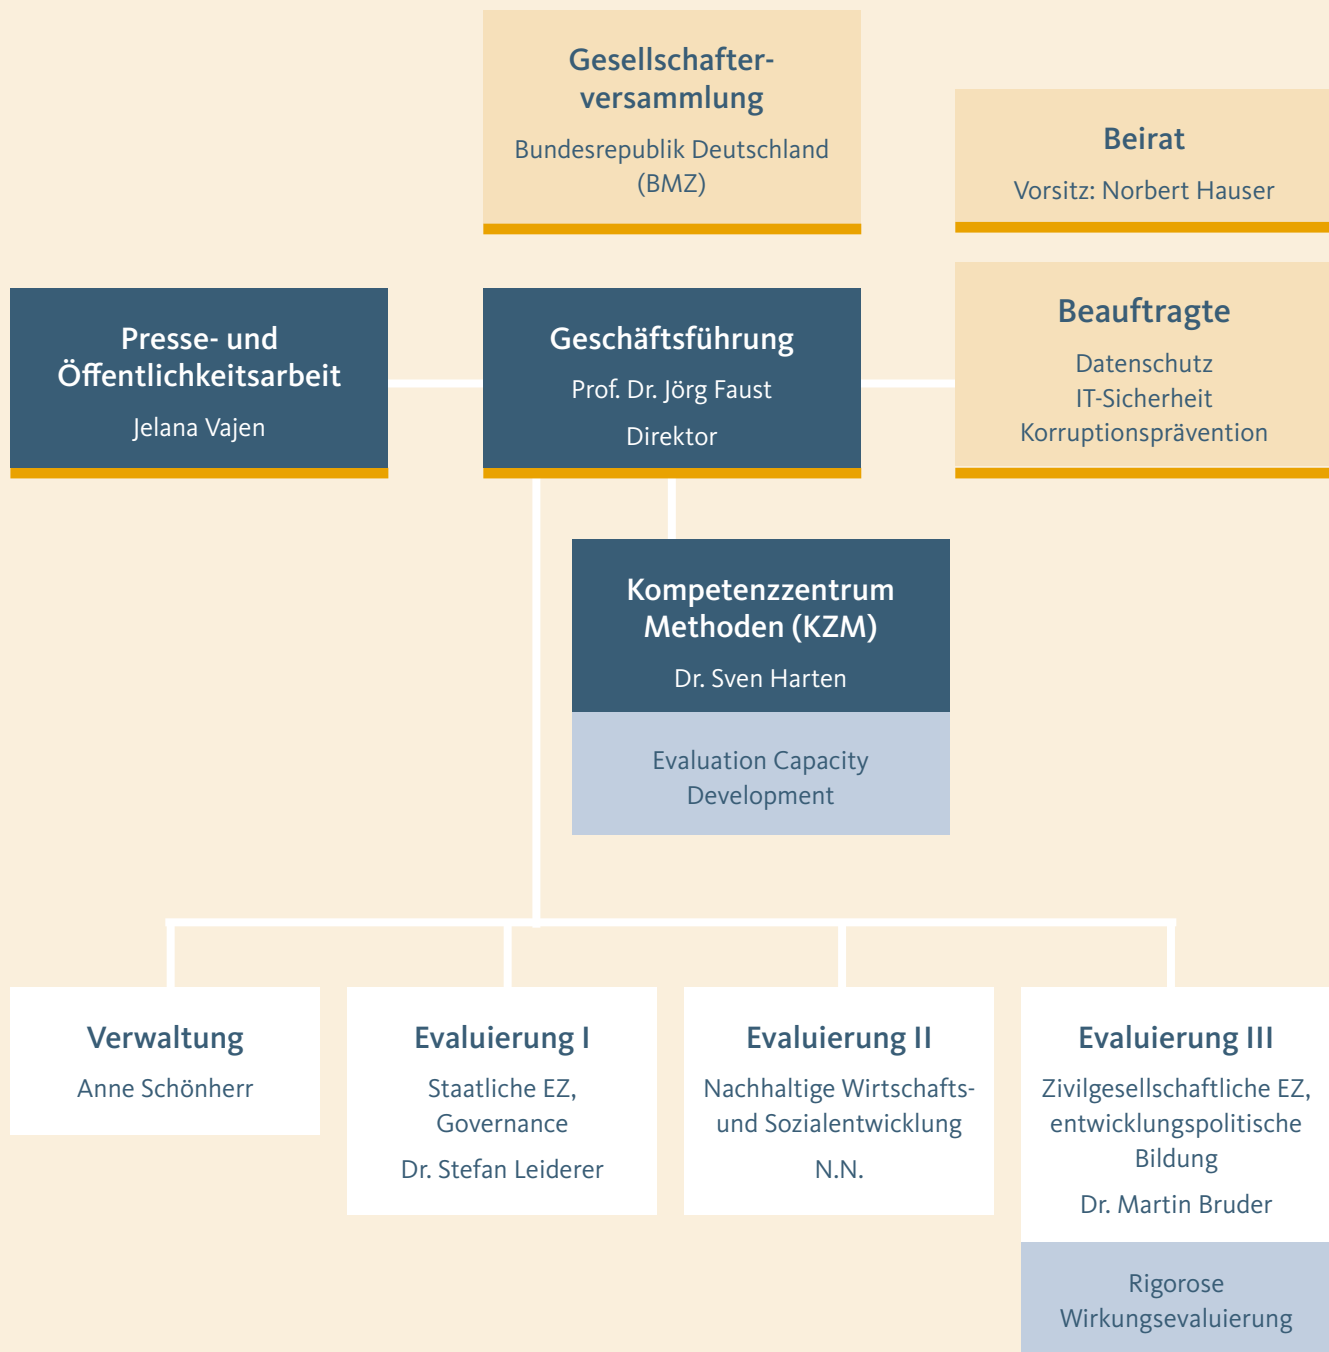 Gesellschafter-
versammlung
Bundesrepublik Deutschland
(BMZ)
Beirat
Vorsitz: Norbert Hauser
Presse- und
Öffentlichkeitsarbeit
Jelana Vajen
Geschäftsführung
Prof. Dr. Jörg Faust
Direktor
Beauftragte
Datenschutz
IT-Sicherheit
Korruptionsprävention
Kompetenzzentrum
Methoden (KZM)
Dr. Sven Harten
Evaluation Capacity
Development
Verwaltung
Anne Schönherr
Evaluierung I
Staatliche EZ,
Governance
Dr. Stefan Leiderer
Evaluierung II
Nachhaltige Wirtschafts-
und Sozialentwicklung
N.N.
Evaluierung III
Zivilgesellschaftliche EZ,
entwicklungspolitische
Bildung
Dr. Martin Bruder
Rigorose
Wirkungsevaluierung